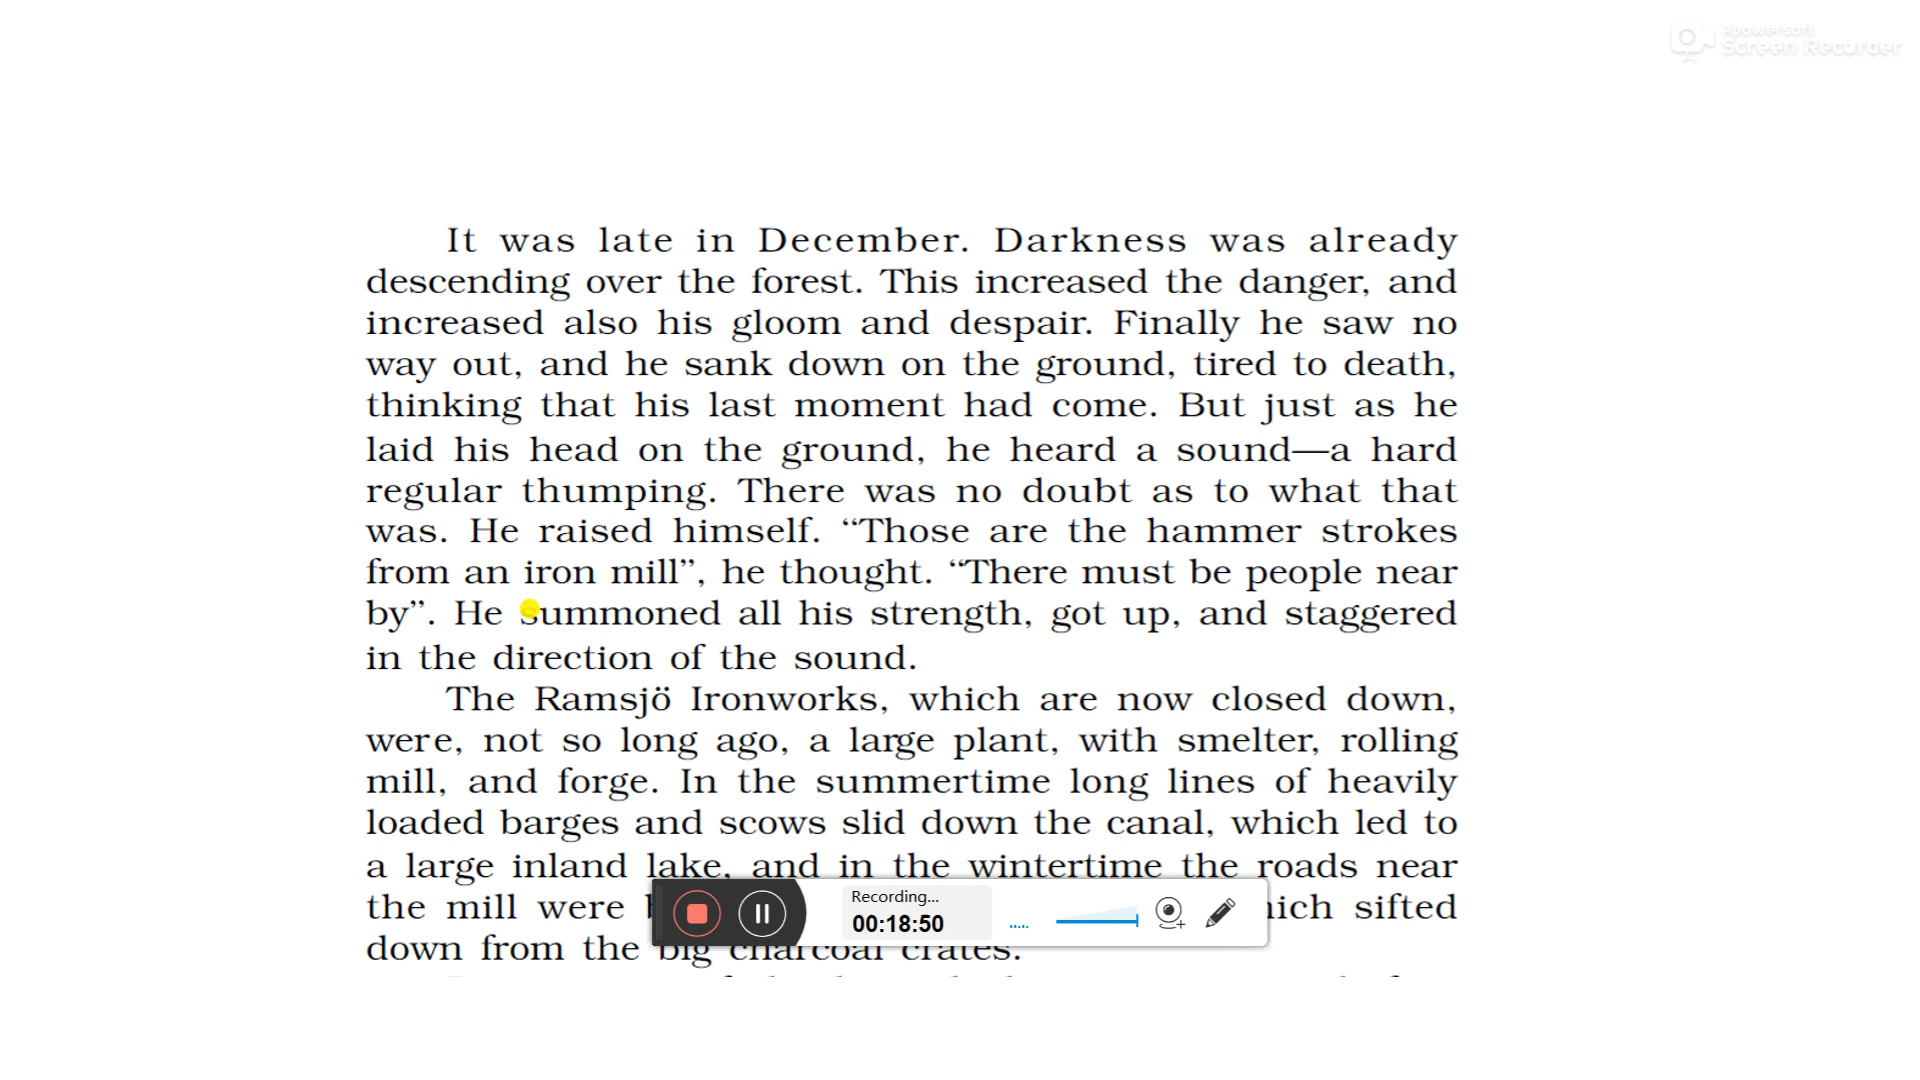 Apowersoft
Screen Recorder
It was late in December. Darkness was already
descending over the forest. This increased the danger, and
increased also his gloom and despair. Finally he saw no
way out, and he sank down on the ground, tired to death,
thinking that his last moment had come. But just as he
laid his head on the ground, he heard a sound—a hard
regular thumping. There was no doubt as to what that
was. He raised himself. “Those are the hammer strokes
from an iron mill”, he thought. “There must be people near
by”. He summoned all his strength, got up, and staggered
in the direction of the sound.
The Ramsjö Ironworks, which are now closed down,
were, not so long ago, a large plant, with smelter, rolling
mill, and forge. In the summertime long lines of heavily
loaded barges and scows slid down the canal, which led to
a large inland lake, and in the wintertime the roads near
the mill were sifted
down from the big charcoal crates.
Recording...
00:18:50